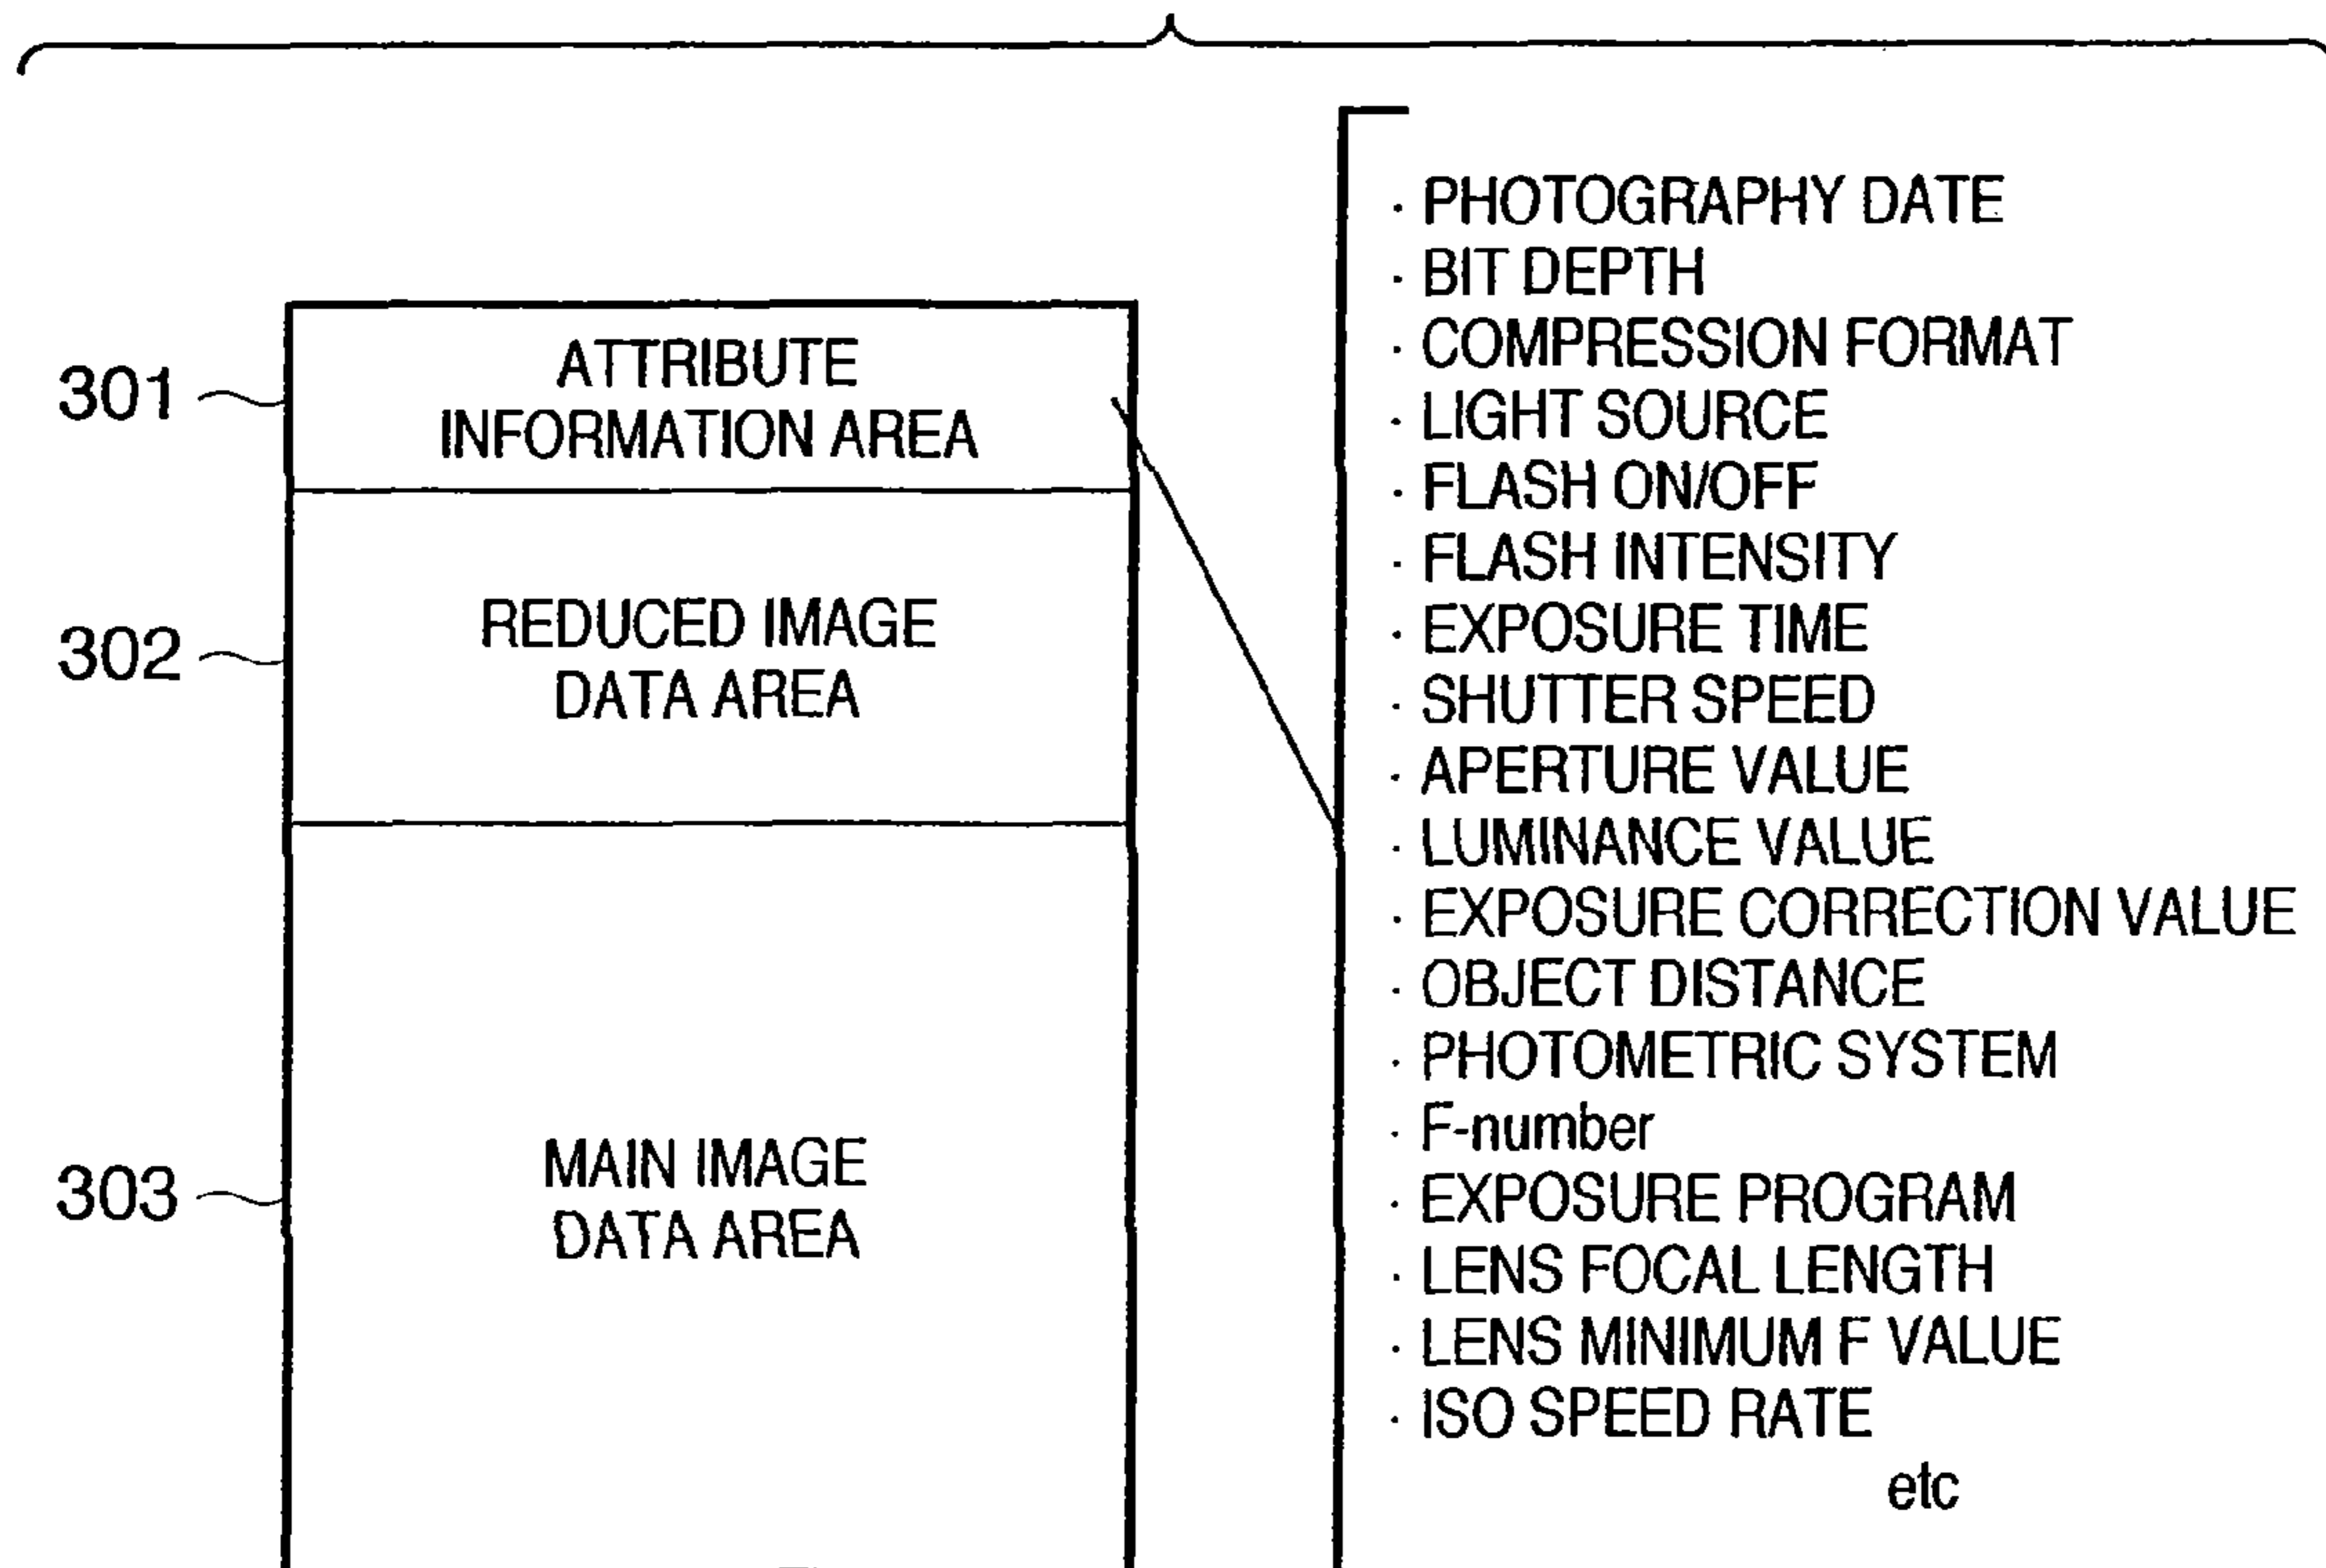 301
ATTRIBUTE
INFORMATION AREA
302
REDUCED IMAGE
DATA AREA
303
MAIN IMAGE
DATA AREA
· PHOTOGRAPHY DATE
· BIT DEPTH
· COMPRESSION FORMAT
· LIGHT SOURCE
· FLASH ON/OFF
· FLASH INTENSITY
· EXPOSURE TIME
· SHUTTER SPEED
· APERTURE VALUE
· LUMINANCE VALUE
· EXPOSURE CORRECTION VALUE
· OBJECT DISTANCE
· PHOTOMETRIC SYSTEM
· F-number
· EXPOSURE PROGRAM
· LENS FOCAL LENGTH
· LENS MINIMUM F VALUE
· ISO SPEED RATE
etc